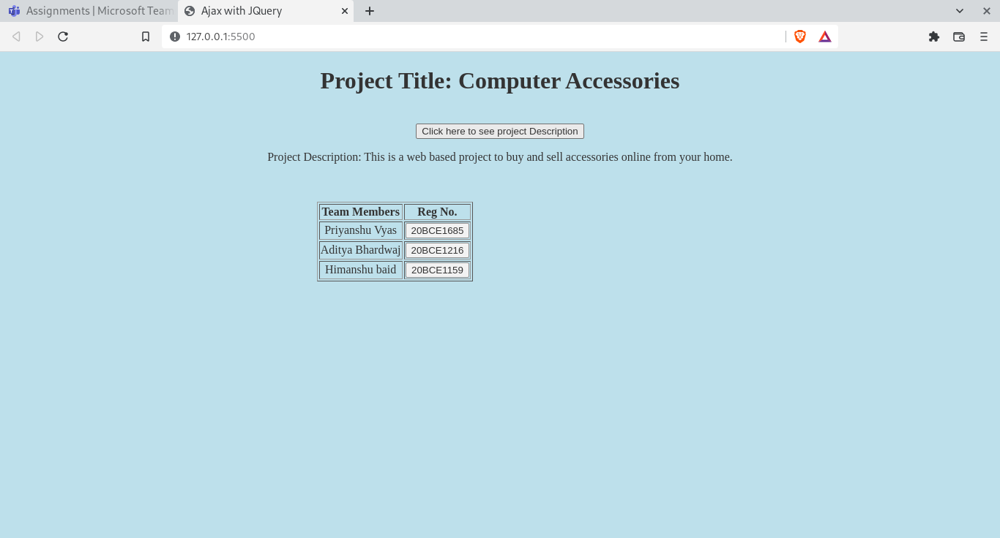 Assignments | Microsoft Team
Ajax with JQuery
127.0.0.1:5500
Project Title: Computer Accessories
Click here to see project Description
Project Description: This is a web based project to buy and sell accessories online from your home.
Team Members Reg No.
Priyanshu Vyas 20BCE1685
Aditya Bhardwaj 20BCE1216
Himanshu baid 20BCE1159